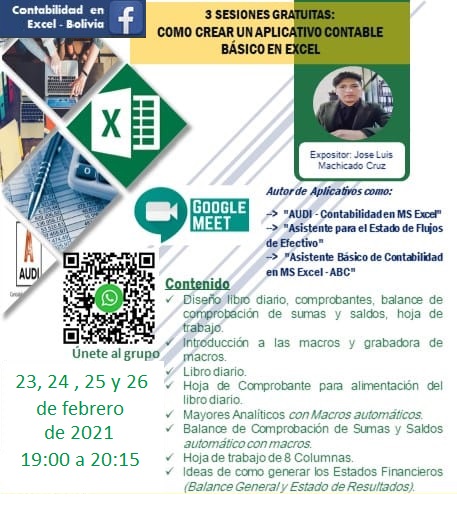 Contabilidad en
Excel - Bolivia
3 SESIONES GRATUITAS:
COMO CREAR UN APLICATIVO CONTABLE
BÁSICO EN EXCEL
X
Expositor: Jose Luis
Machicado Cruz
GOOGLE
MEET
Autor de Aplicativos como:
--> "AUDI - Contabilidad en MS Excel"
--> "Asistente para el Estado de Flujos
de Efectivo"
--> "Asistente Básico de Contabilidad
en MS Excel - ABC"
AUDI
Únete al grupo
23, 24 , 25 y 26
de febrero
de 2021
19:00 a 20:15
Contenido
✓ Diseño libro diario, comprobantes, balance de
comprobación de sumas y saldos, hoja de
trabajo.
✓ Introducción a las macros y grabadora de
macros.
✓ Libro diario.
✓ Hoja de Comprobante para alimentación del
libro diario.
✓ Mayores Analíticos con Macros automáticos.
✓ Balance de Comprobación de Sumas y Saldos
automático con macros.
✓ Hoja de trabajo de 8 Columnas.
✓ Ideas de como generar los Estados Financieros
(Balance General y Estado de Resultados).